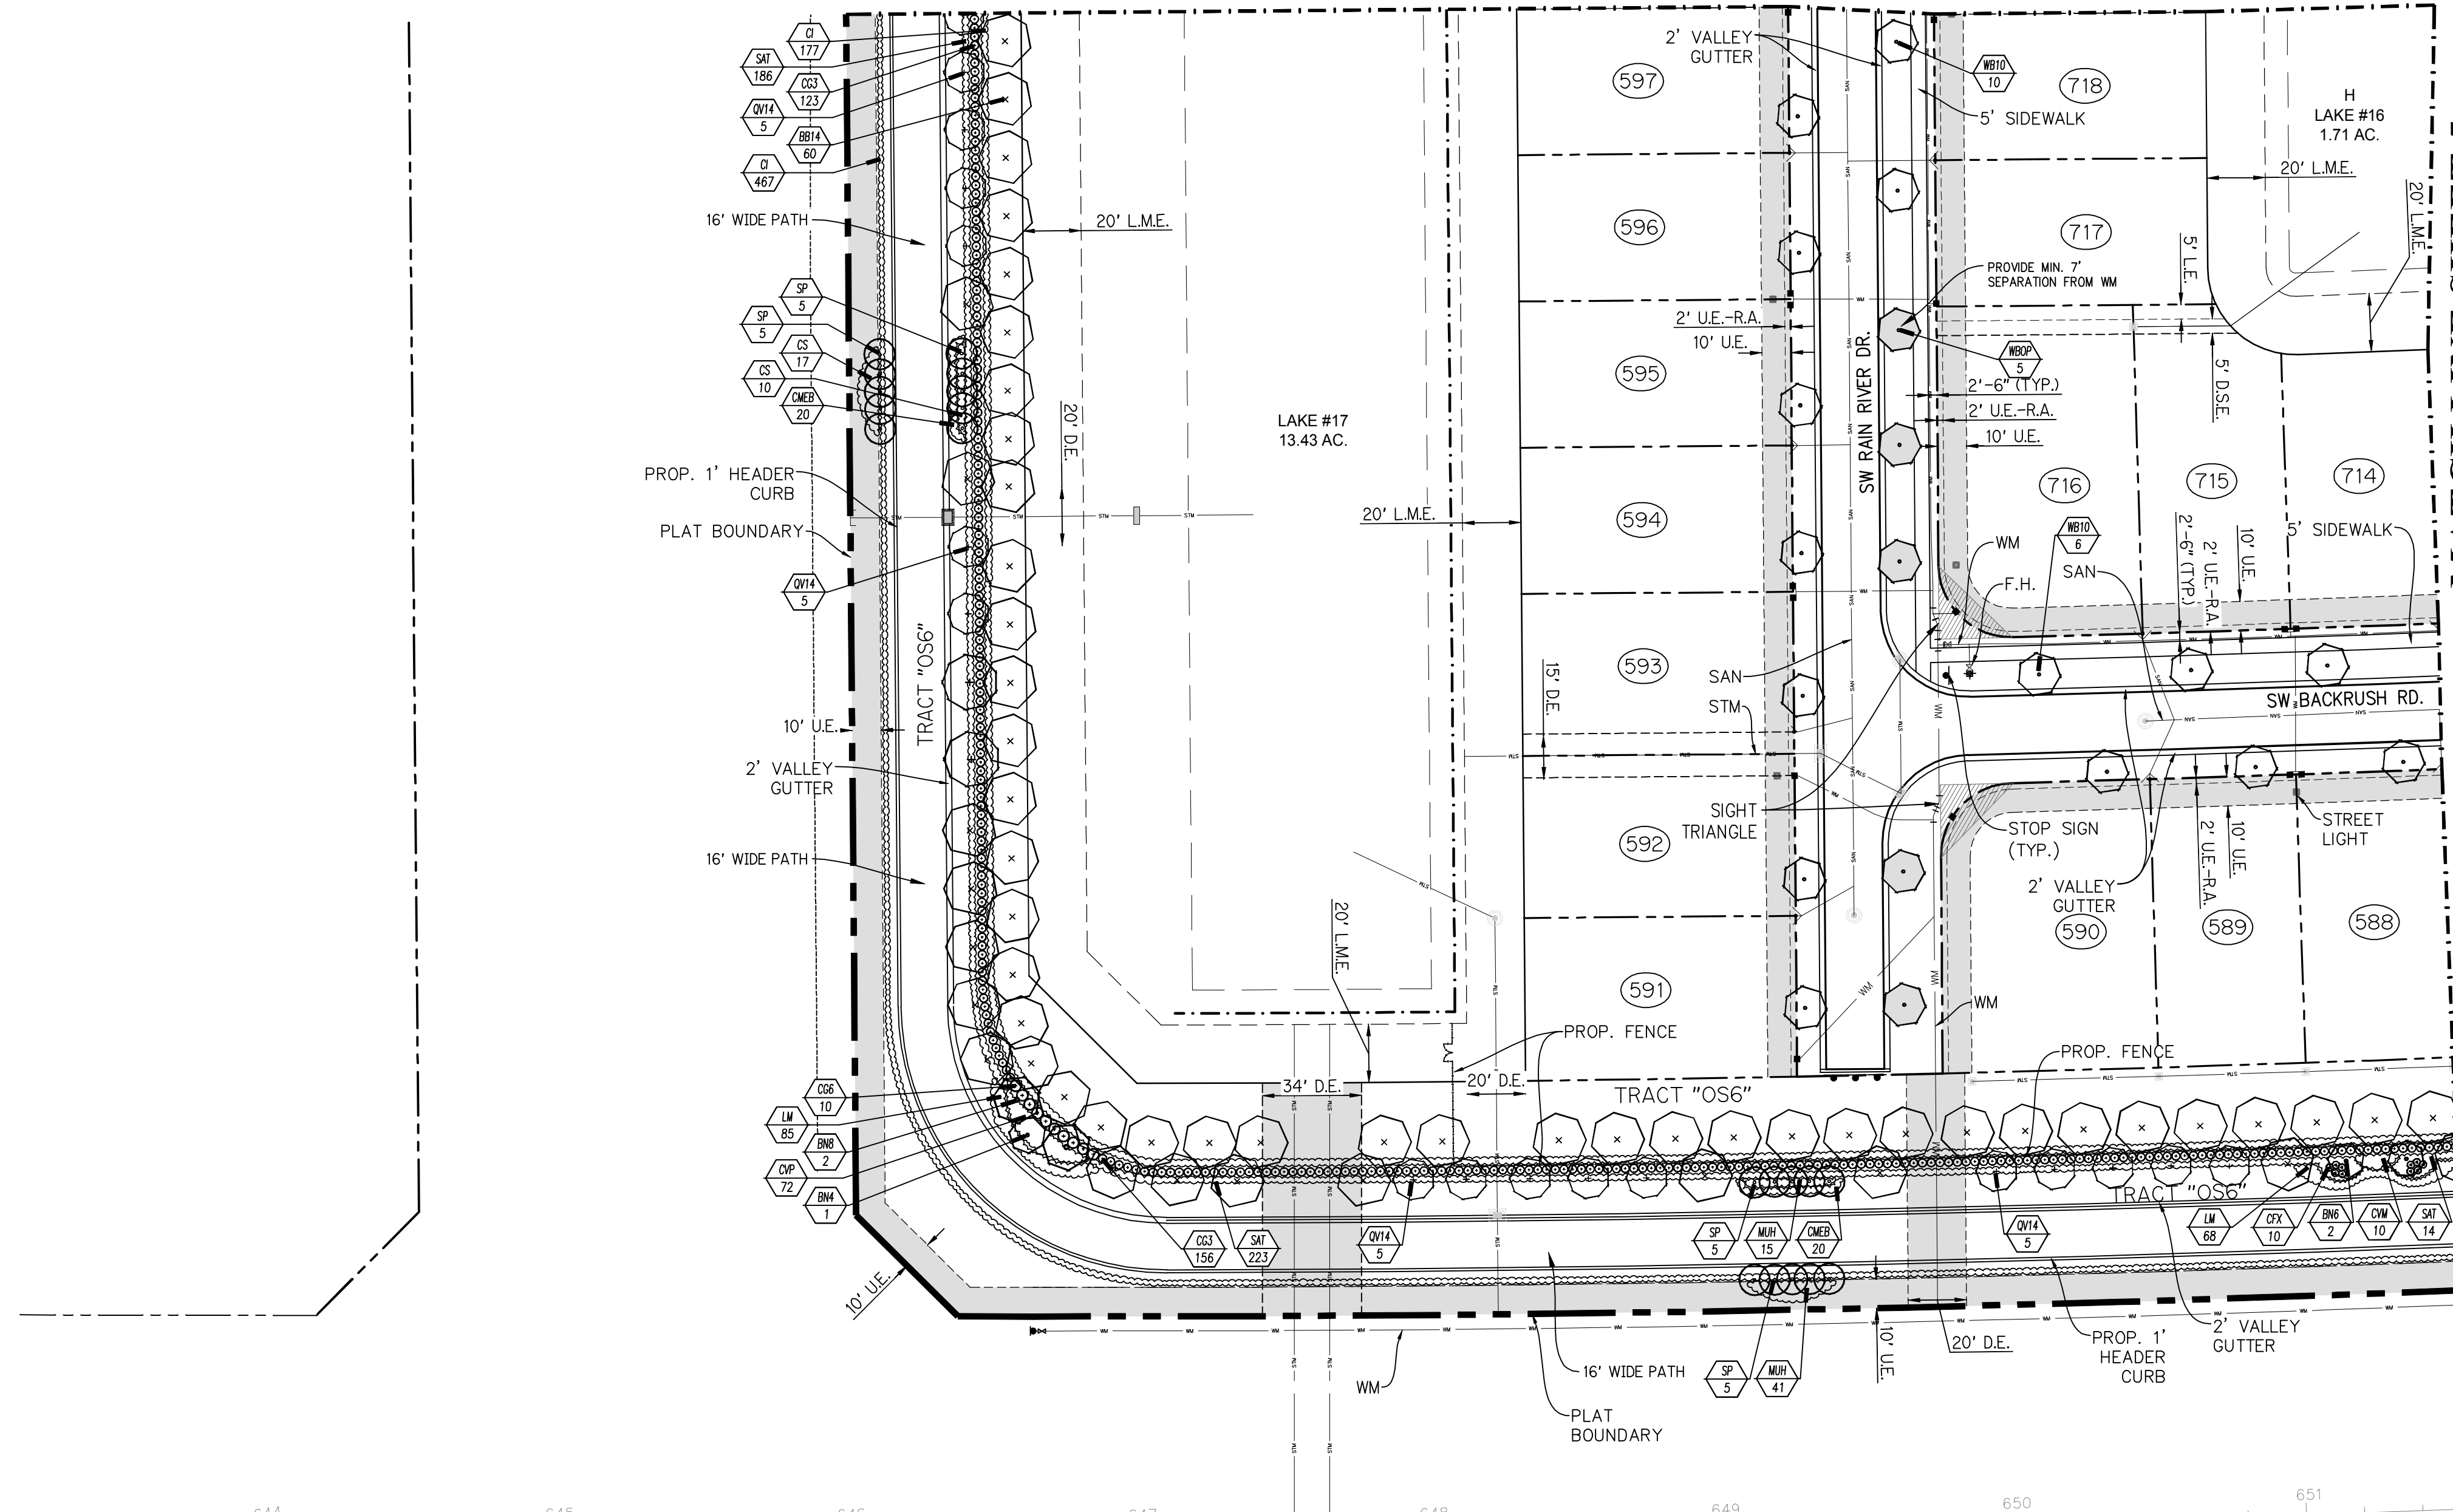 CI
177
SAT
186
CG3
123
QV14
5
BB14
60
CI
467
16' WIDE PATH
20' L.M.E.
SP
5
SP
5
CS
17
CS
10
CMEB
20
20' D.E.
PROP. 1' HEADER
CURB
PLAT BOUNDARY
STM
STM
STM
STM
QV14
5
TRACT "OS6"
10' U.E.
2' VALLEY
GUTTER
16' WIDE PATH
CG6
10
LM
85
BN8
2
CVP
72
BN4
1
10' U.E.
LAKE #17
13.43 AC.
20' L.M.E.
20' L.M.E.
34' D.E.
20' D.E.
CG3
156
SAT
223
QV14
5
597
596
595
594
593
592
591
2' VALLEY
GUTTER
2' U.E.-R.A.
10' U.E.
15' D.E.
SAN
STM
SIGHT
TRIANGLE
PROP. FENCE
TRACT "OS6"
SW RAIN RIVER DR.
WB10
10
5' SIDEWALK
718
717
H
LAKE #16
1.71 AC.
20' L.M.E.
20' L.M.E.
5' L.E.
5' D.S.E.
PROVIDE MIN. 7'
SEPARATION FROM WM
WBOP
5
2'-6" (TYP.)
2' U.E.-R.A.
10' U.E.
716
715
714
WB10
6
WM
SAN
F.H.
2'-6" (TYP.)
2' U.E.-R.A.
10' U.E.
5' SIDEWALK
SW BACKRUSH RD.
STOP SIGN
(TYP.)
2' VALLEY
GUTTER
2' U.E.-R.A.
10' U.E.
STREET
LIGHT
590
589
588
WM
WM
WM
PROP. FENCE
TRACT "OS6"
SP
5
MUH
15
CMEB
20
QV14
5
LM
68
CFX
10
BN6
2
CVM
10
SAT
14
SP
5
MUH
41
16' WIDE PATH
WM
PLAT
BOUNDARY
10' U.E.
20' D.E.
PROP. 1'
HEADER
CURB
2' VALLEY
GUTTER
649
650
651